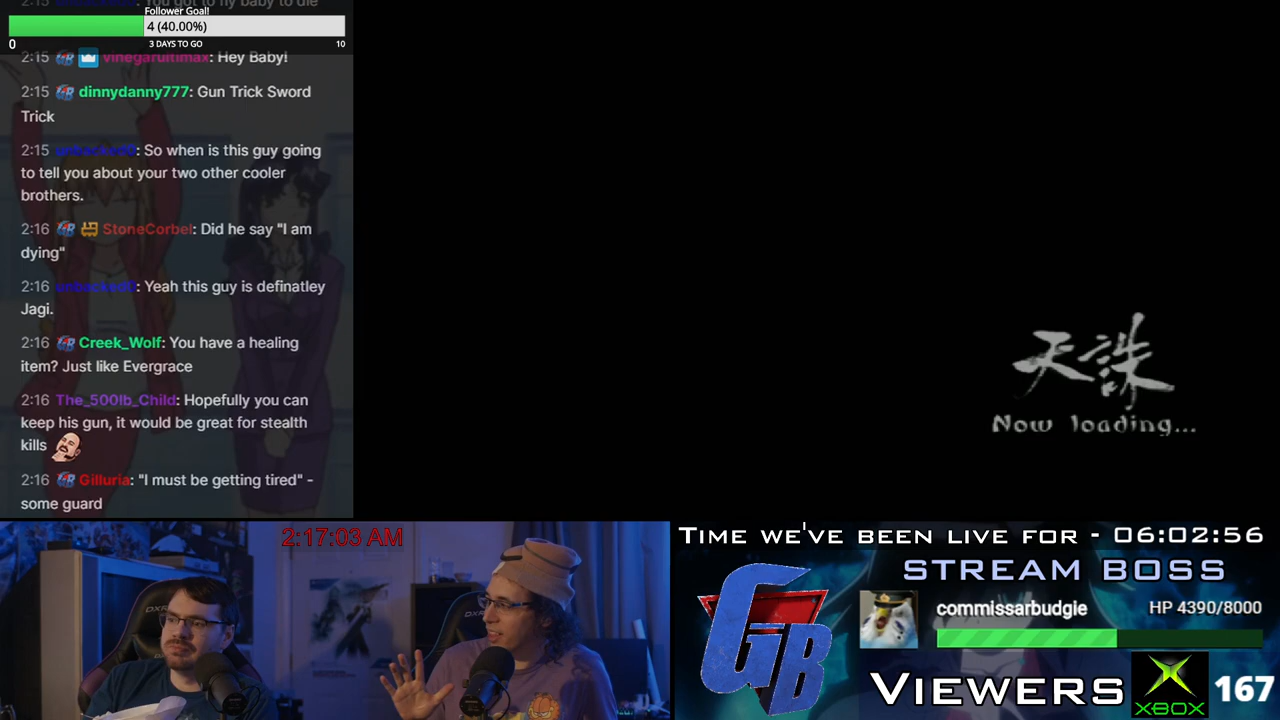 Follower Goal!
4 (40.00%)
0
3 DAYS TO GO
10
2:15 vinegarultimax: Hey Baby!
2:15 dinnydanny777: Gun Trick Sword
Trick
2:15 unbacked0: So when is this guy going
to tell you about your two other cooler
brothers.
2:16 StoneCorbel: Did he say "I am
dying"
2:16 unbacked0: Yeah this guy is definatley
Jagi.
2:16 Creek_Wolf: You have a healing
item? Just like Evergrace
2:16 The_500lb_Child: Hopefully you can
keep his gun, it would be great for stealth
kills
2:16 Gilluria: "I must be getting tired" -
some guard
天誅
Now loading...
2:17:03 AM
DXR
TIME WE'VE BEEN LIVE FOR - 06:02:56
STREAM BOSS
commissarbudgie HP 4390/8000
GB
VIEWERS
XBOX
167